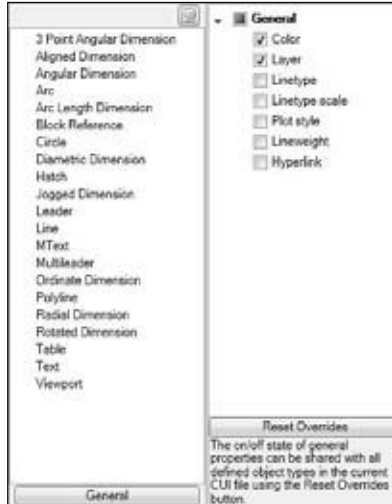 3 Point Angular Dimension
Aligned Dimension
Angular Dimension
Arc
Arc Length Dimension
Block Reference
Circle
Diametric Dimension
Hatch
Jogged Dimension
Leader
Line
MText
Multileader
Ordinate Dimension
Polyline
Radial Dimension
Rotated Dimension
Table
Text
Viewport
General
General
Color
Layer
Linetype
Linetype scale
Plot style
Lineweight
Hyperlink
Reset Overrides
The on/off state of general
properties can be shared with all
defined object types in the current
CUI file using the Reset Overrides
button.